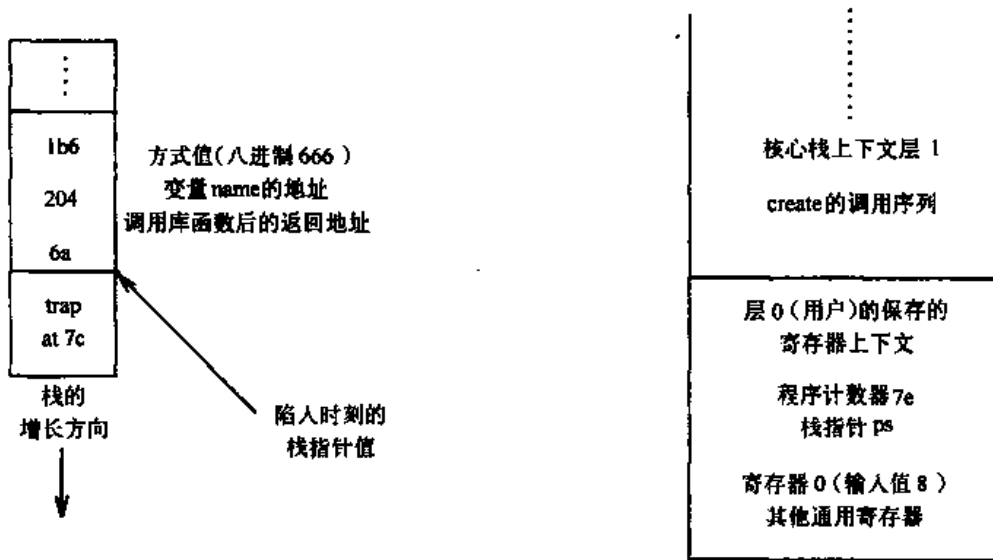 1b6
204
6a
trap
at 7c
栈的
增长方向
方式值(八进制 666 )
变量 name的地址
调用库函数后的返回地址
陷入时刻的
栈指针值
核心栈上下文层 1
create的调用序列
层 0 (用户)的保存的
寄存器上下文
程序计数器 7e
栈指针 ps
寄存器 0 (输入值 8 )
其他通用寄存器